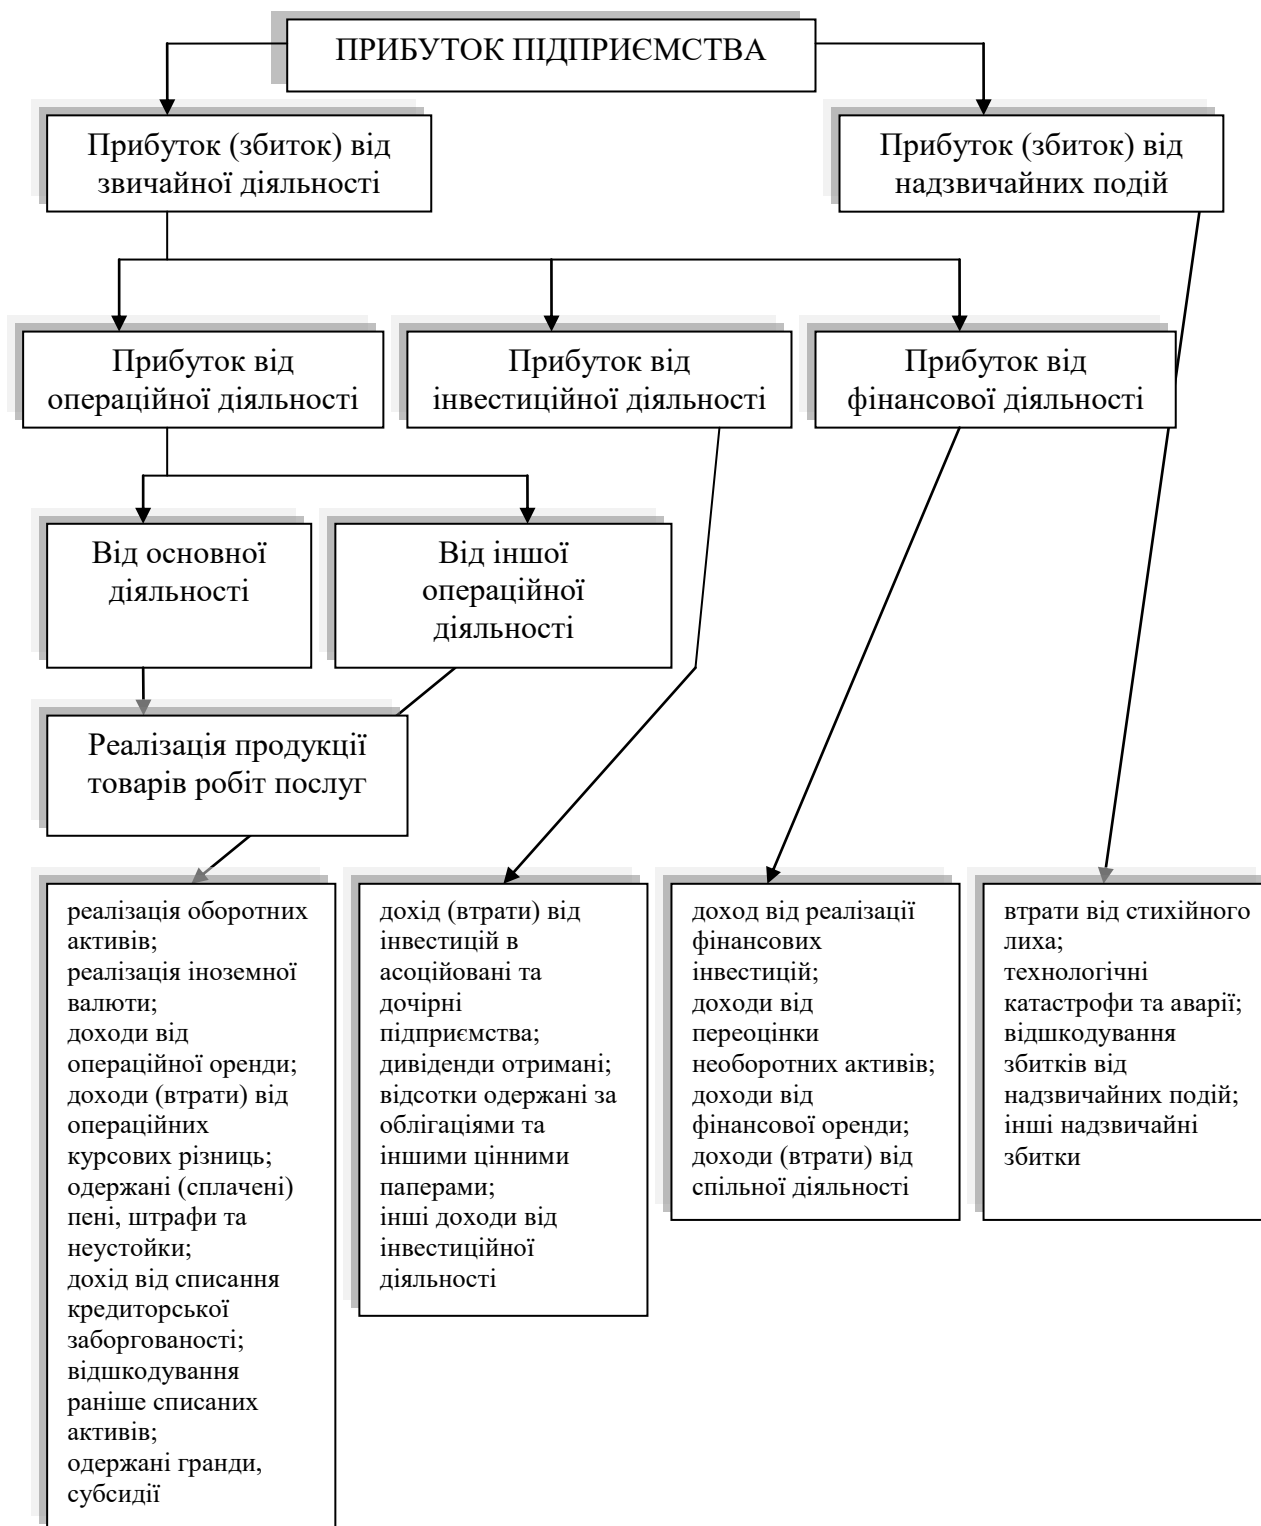 ПРИБУТОК ПІДПРИЄМСТВА
Прибуток (збиток) від
звичайної діяльності
Прибуток (збиток) від
надзвичайних подій
Прибуток від
операційної діяльності
Прибуток від
інвестиційної діяльності
Прибуток від
фінансової діяльності
Від основної
діяльності
Від іншої
операційної
діяльності
Реалізація продукції
товарів робіт послуг
реалізація оборотних
активів;
реалізація іноземної
валюти;
доходи від
операційної оренди;
доходи (втрати) від
операційних
курсових різниць;
одержані (сплачені)
пені, штрафи та
неустойки;
дохід від списання
кредиторської
заборгованості;
відшкодування
раніше списаних
активів;
одержані гранди,
субсидії
дохід (втрати) від
інвестицій в
асоційовані та
дочірні
підприємства;
дивіденди отримані;
відсотки одержані за
облігаціями та
іншими цінними
паперами;
інші доходи від
інвестиційної
діяльності
доход від реалізації
фінансових
інвестицій;
доходи від
переоцінки
необоротних активів;
доходи від
фінансової оренди;
доходи (втрати) від
спільної діяльності
втрати від стихійного
лиха;
технологічні
катастрофи та аварії;
відшкодування
збитків від
надзвичайних подій;
інші надзвичайні
збитки